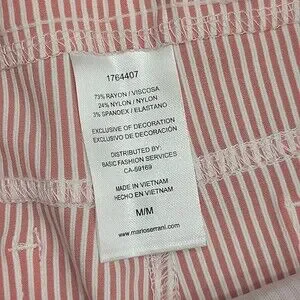 1764407
73% RAYON / VISCOSA
24% NYLON / NYLON
3% SPANDEX / ELASTANO
EXCLUSIVE OF DECORATION
EXCLUSIVO DE DECORACIÓN
DISTRIBUTED BY:
BASIC FASHION SERVICES
CA-59169
MADE IN VIETNAM
HECHO EN VIETNAM
M/M
www.marioserrani.com